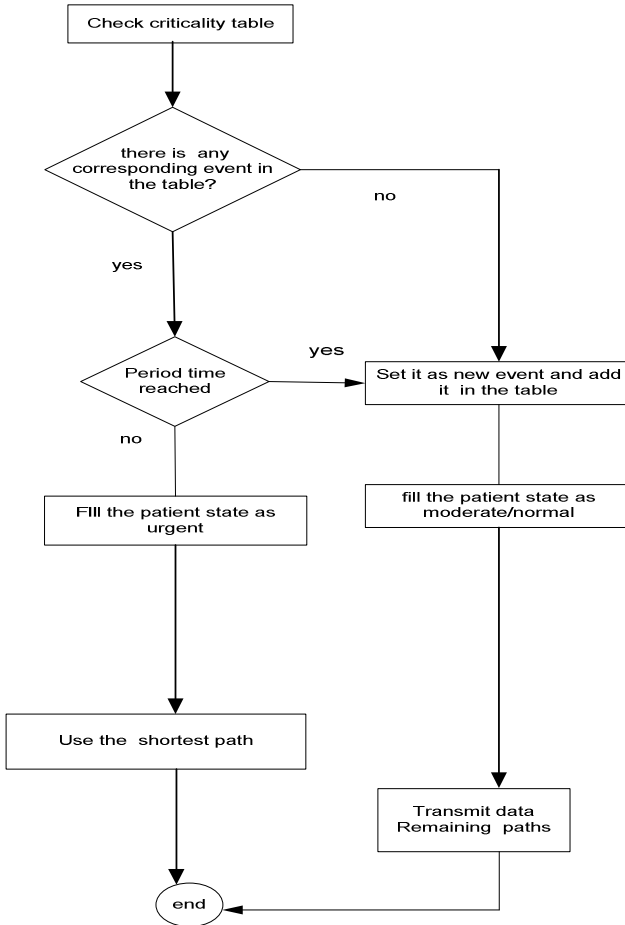 Check criticality table
there is any
corresponding event in
the table?
no
yes
Period time
reached
yes
Set it as new event and add
it in the table
no
FIll the patient state as
urgent
fill the patient state as
moderate/normal
Use the shortest path
Transmit data
Remaining paths
end